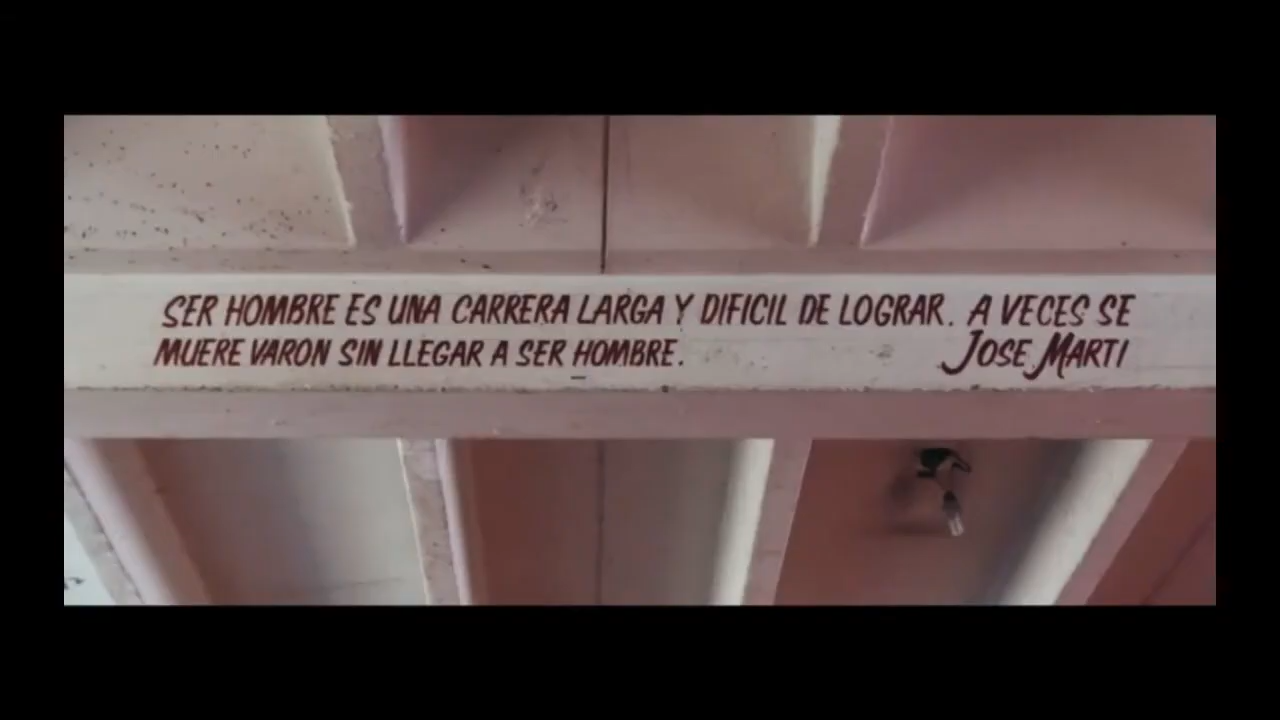 SER HOMBRE ES UNA CARRERA LARGA Y DIFICIL DE LOGRAR. A VECES SE
MUERE VARON SIN LLEGAR A SER HOMBRE. JOSE MARTI